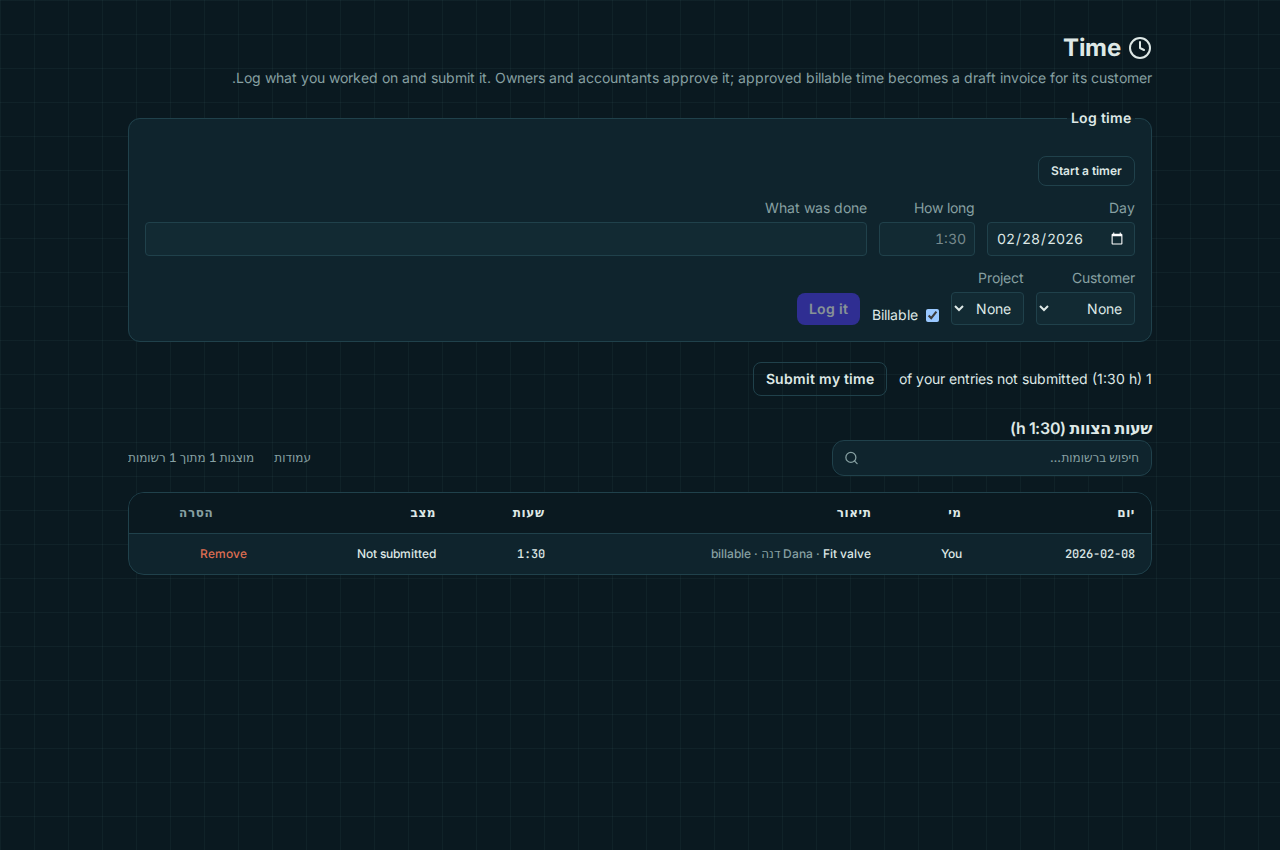 Time
.Log what you worked on and submit it. Owners and accountants approve it; approved billable time becomes a draft invoice for its customer
Log time
Start a timer
Day How long What was done
02/28/2026 1:30
Customer Project
None None Billable Log it
1 of your entries not submitted (1:30 h) Submit my time
שעות הצוות (1:30 h)
חיפוש ברשומות... עמודות מוצגות 1 מתוך 1 רשומות
יום מי תיאור שעות מצב הסרה
2026-02-08 You Fit valve · Dana דנה · billable 1:30 Not submitted Remove